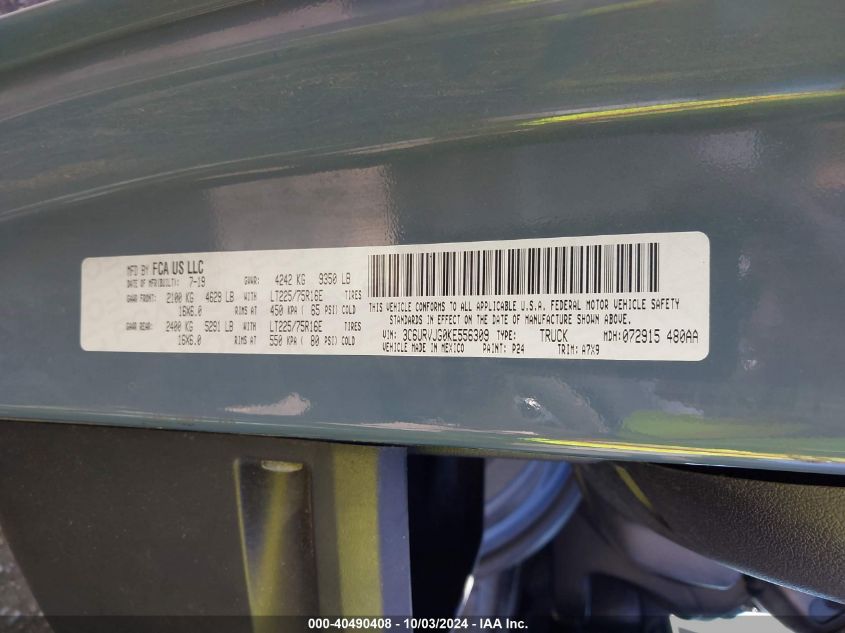 MFD BY FCA US LLC
DATE OF MFR(BUILT): 7-19 GVWR: 4242 KG 9350 LB
GAWR FRONT: 2100 KG 4629 LB WITH LT225/75R16E TIRES
16X6.0 RIMS AT 450 KPA ( 65 PSI) COLD
GAWR REAR: 2400 KG 5291 LB WITH LT225/75R16E TIRES
16X6.0 RIMS AT 550 KPA ( 80 PSI) COLD
THIS VEHICLE CONFORMS TO ALL APPLICABLE U.S.A. FEDERAL MOTOR VEHICLE SAFETY
STANDARDS IN EFFECT ON THE DATE OF MANUFACTURE SHOWN ABOVE.
VIN: 3C6URVJG0KE556309 TYPE: TRUCK MDH: 072915 480AA
VEHICLE MADE IN MEXICO PAINT: P24 TRIM: A7X9
000-40490408 - 10/03/2024 - IAA Inc.